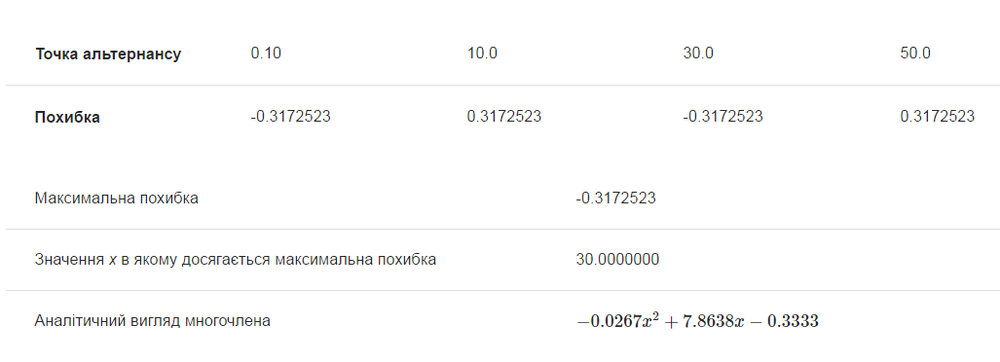 Точка альтернансу 0.10 10.0 30.0 50.0
Похибка -0.3172523 0.3172523 -0.3172523 0.3172523
Максимальна похибка -0.3172523
Значення x в якому досягається максимальна похибка 30.0000000
Аналітичний вигляд многочлена −0.0267x² + 7.8638x − 0.3333